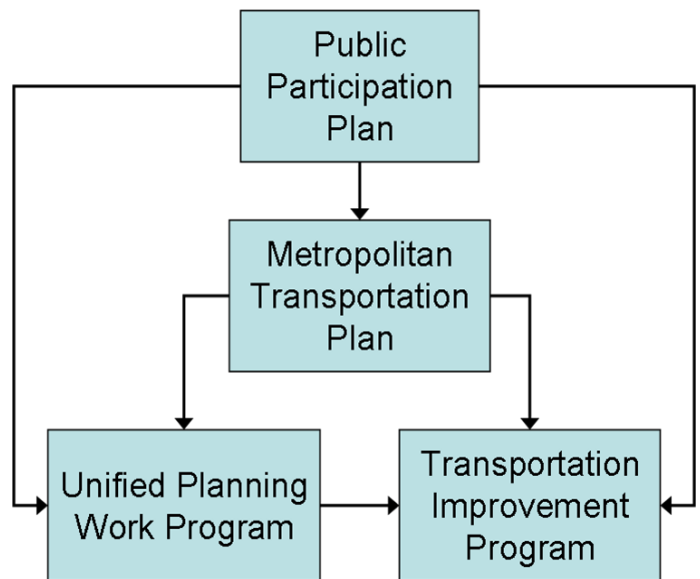 Public
Participation
Plan
Metropolitan
Transportation
Plan
Unified Planning
Work Program
Transportation
Improvement
Program